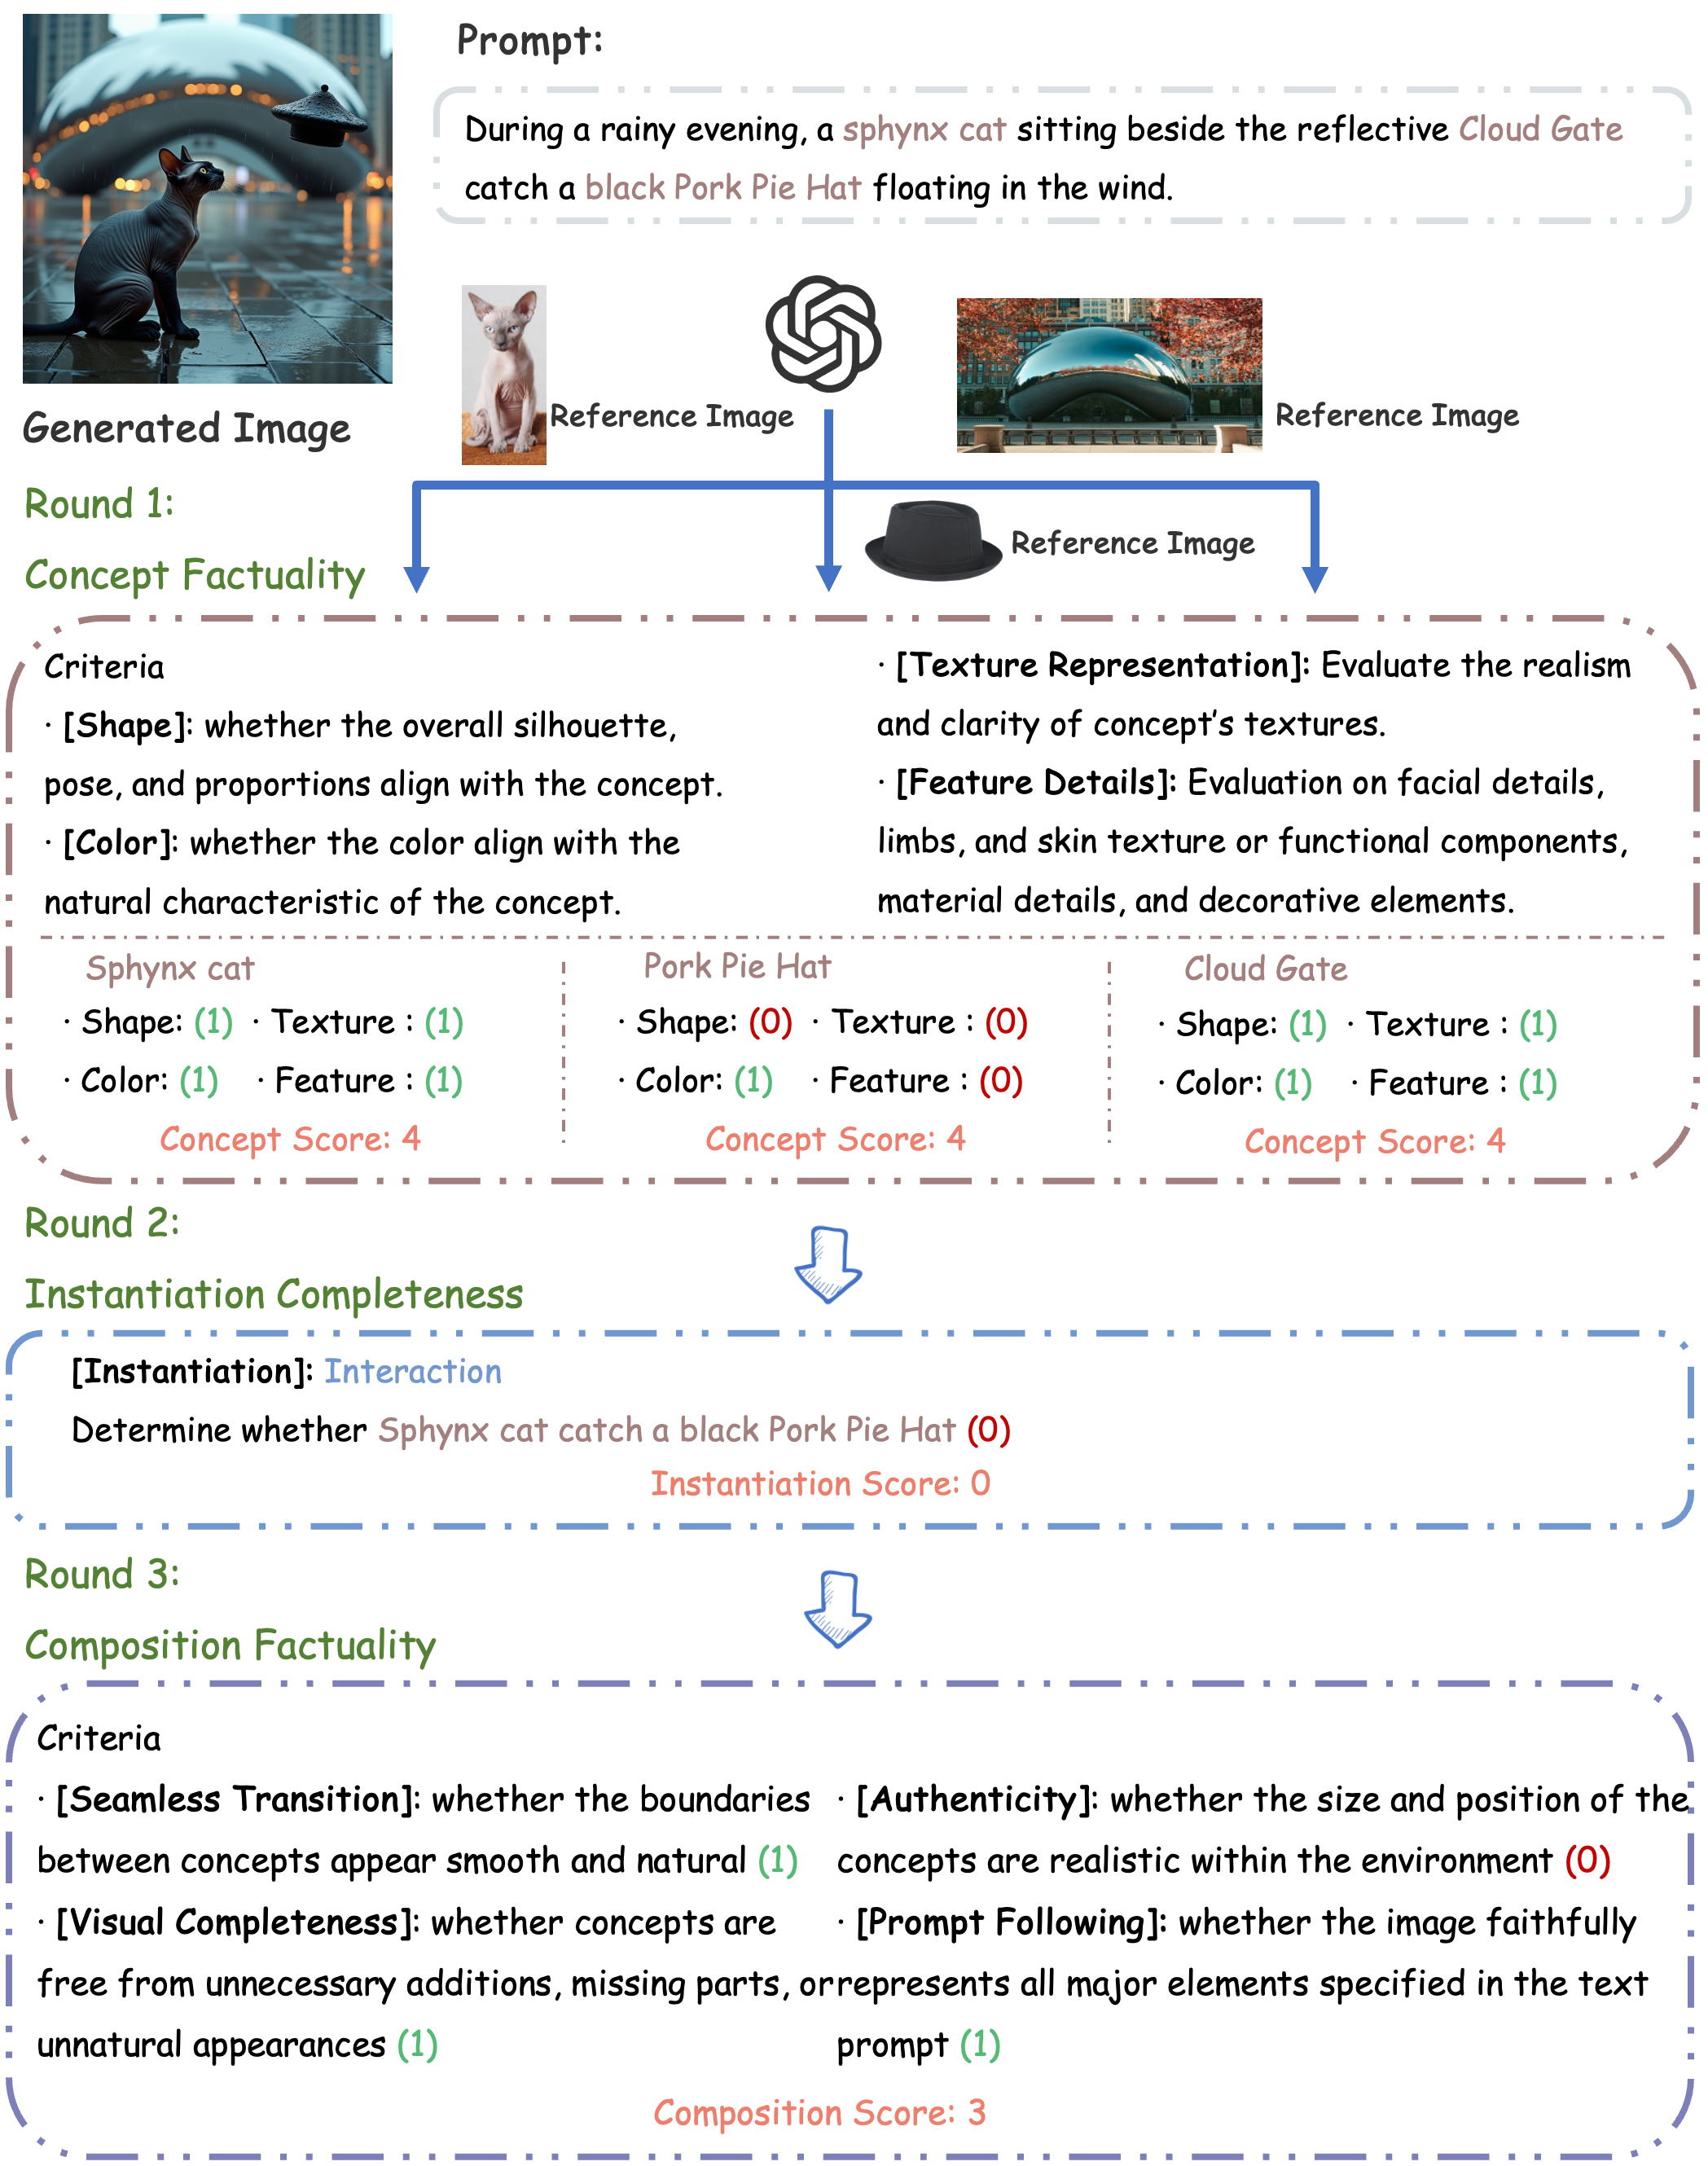 Prompt:
During a rainy evening, a sphynx cat sitting beside the reflective Cloud Gate
catch a black Pork Pie Hat floating in the wind.
Reference Image
Reference Image
Generated Image
Round 1:
Reference Image
Concept Factuality
Criteria
· [Shape]: whether the overall silhouette,
pose, and proportions align with the concept.
· [Color]: whether the color align with the
natural characteristic of the concept.
· [Texture Representation]: Evaluate the realism
and clarity of concept's textures.
· [Feature Details]: Evaluation on facial details,
limbs, and skin texture or functional components,
material details, and decorative elements.
Sphynx cat
· Shape: (1) · Texture : (1)
· Color: (1) · Feature : (1)
Concept Score: 4
Pork Pie Hat
· Shape: (0) · Texture : (0)
· Color: (1) · Feature : (0)
Concept Score: 4
Cloud Gate
· Shape: (1) · Texture : (1)
· Color: (1) · Feature : (1)
Concept Score: 4
Round 2:
Instantiation Completeness
[Instantiation]: Interaction
Determine whether Sphynx cat catch a black Pork Pie Hat (0)
Instantiation Score: 0
Round 3:
Composition Factuality
Criteria
· [Seamless Transition]: whether the boundaries
between concepts appear smooth and natural (1)
· [Visual Completeness]: whether concepts are
free from unnecessary additions, missing parts, or
unnatural appearances (1)
· [Authenticity]: whether the size and position of the
concepts are realistic within the environment (0)
· [Prompt Following]: whether the image faithfully
represents all major elements specified in the text
prompt (1)
Composition Score: 3